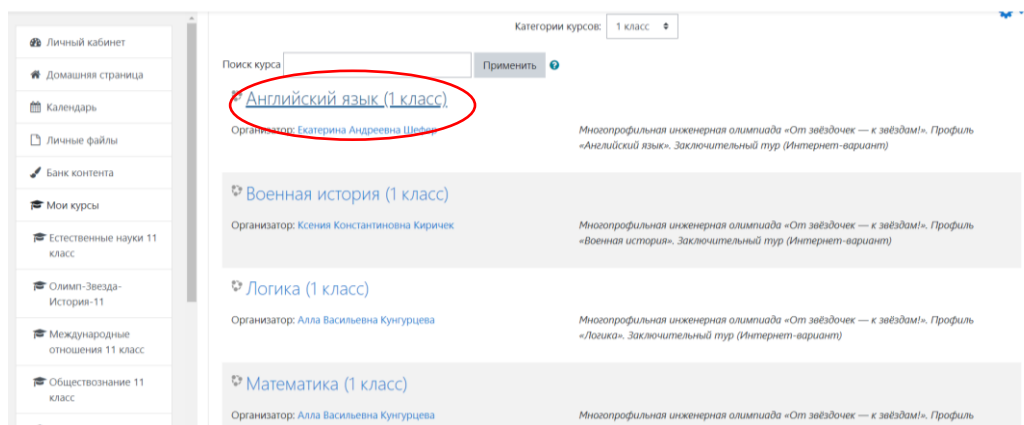 Личный кабинет
Домашняя страница
Календарь
Личные файлы
Банк контента
Мои курсы
Естественные науки 11
класс
Олимп-Звезда-
История-11
Международные
отношения 11 класс
Обществознание 11
класс
Категории курсов: 1 класс
Поиск курса Применить
Английский язык (1 класс)
Организатор: Екатерина Андреевна Шефер
Многопрофильная инженерная олимпиада «От звёздочек — к звёздам!». Профиль
«Английский язык». Заключительный тур (Интернет-вариант)
Военная история (1 класс)
Организатор: Ксения Константиновна Киричек
Многопрофильная инженерная олимпиада «От звёздочек — к звёздам!». Профиль
«Военная история». Заключительный тур (Интернет-вариант)
Логика (1 класс)
Организатор: Алла Васильевна Кунгурцева
Многопрофильная инженерная олимпиада «От звёздочек — к звёздам!». Профиль
«Логика». Заключительный тур (Интернет-вариант)
Математика (1 класс)
Организатор: Алла Васильевна Кунгурцева
Многопрофильная инженерная олимпиада «От звёздочек — к звёздам!». Профиль